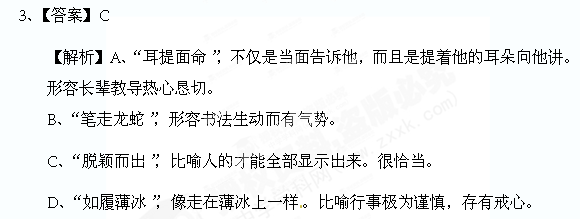 3、【答案】C
【解析】A、“耳提面命 ”，不仅是当面告诉他，而且是提着他的耳朵向他讲。
形容长辈教导热心恳切。
B、“笔走龙蛇 ”，形容书法生动而有气势。
C、“脱颖而出 ”，比喻人的才能全部显示出来。很恰当。
D、“如履薄冰 ”，像走在薄冰上一样。比喻行事极为谨慎，存有戒心。